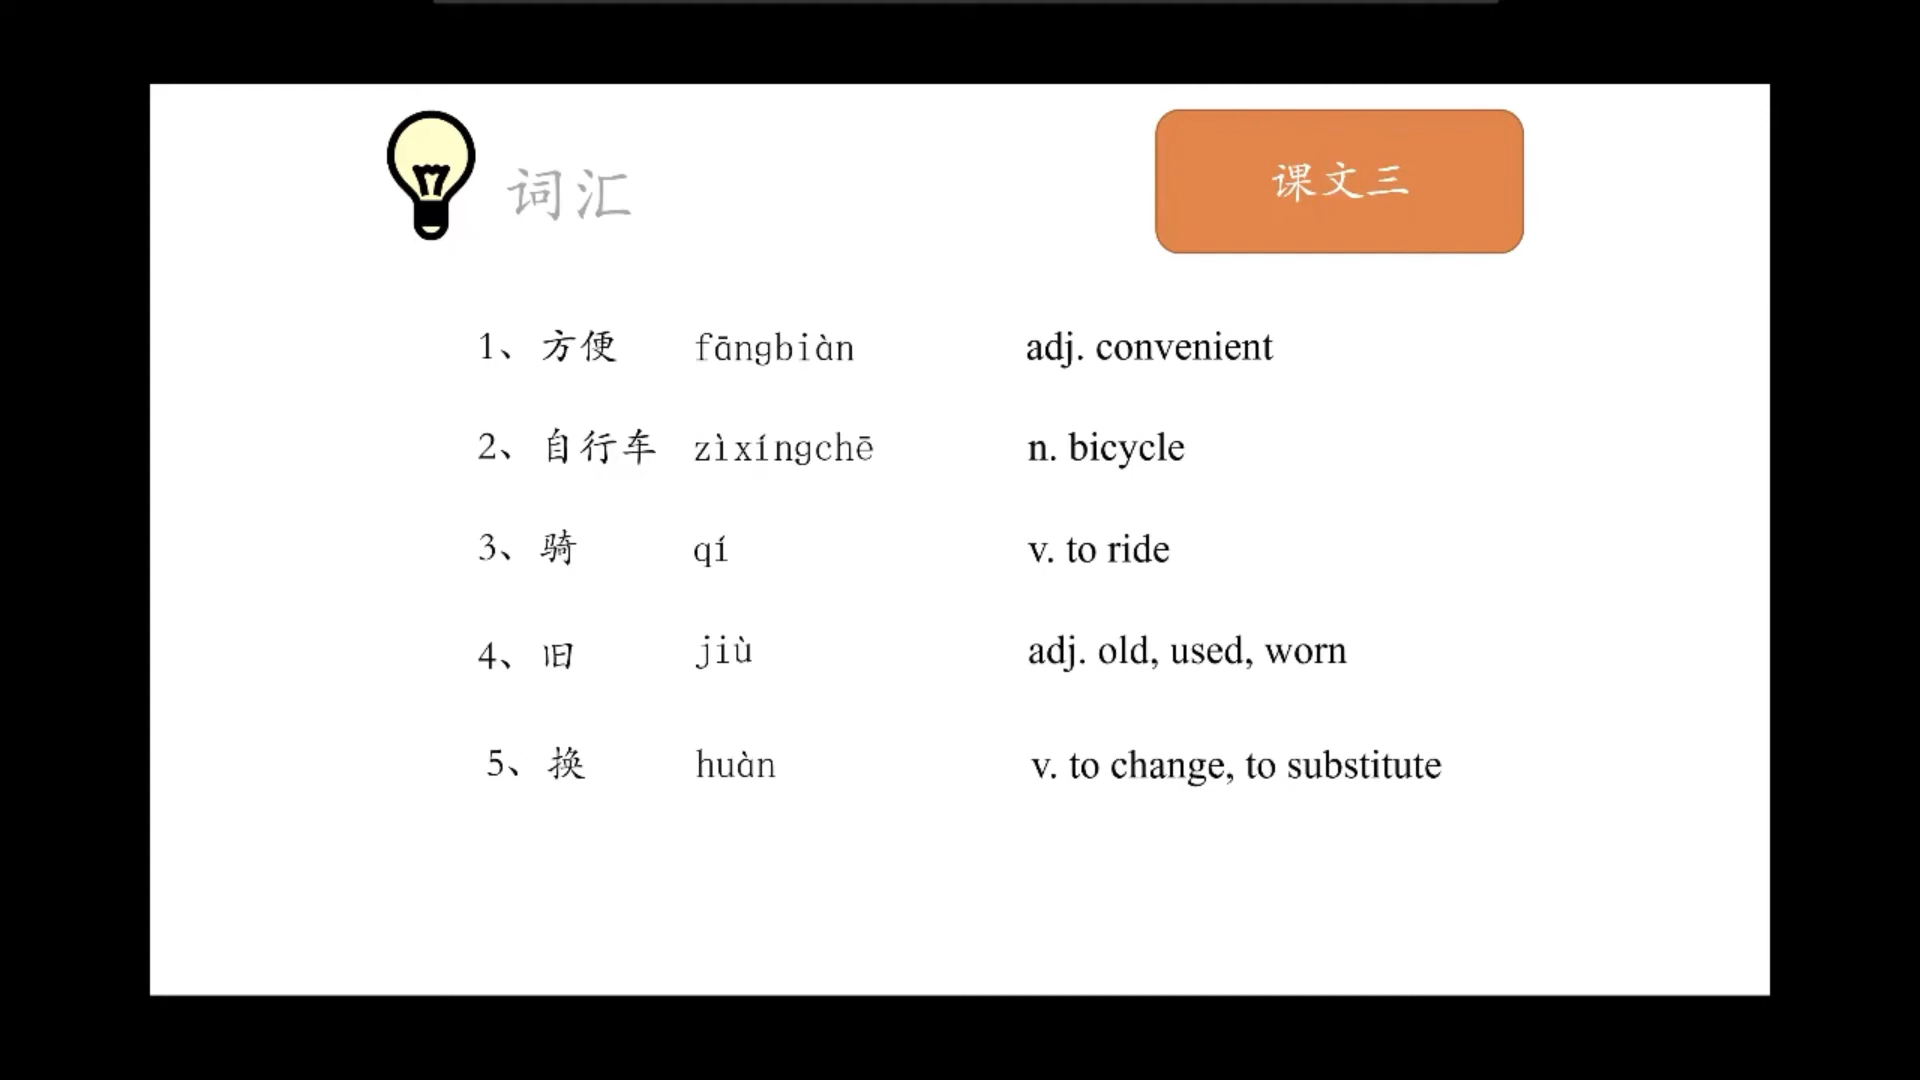 词汇
课文三
1、方便 fāngbiàn adj. convenient
2、自行车 zìxíngchē n. bicycle
3、骑 qí v. to ride
4、旧 jiù adj. old, used, worn
5、换 huàn v. to change, to substitute